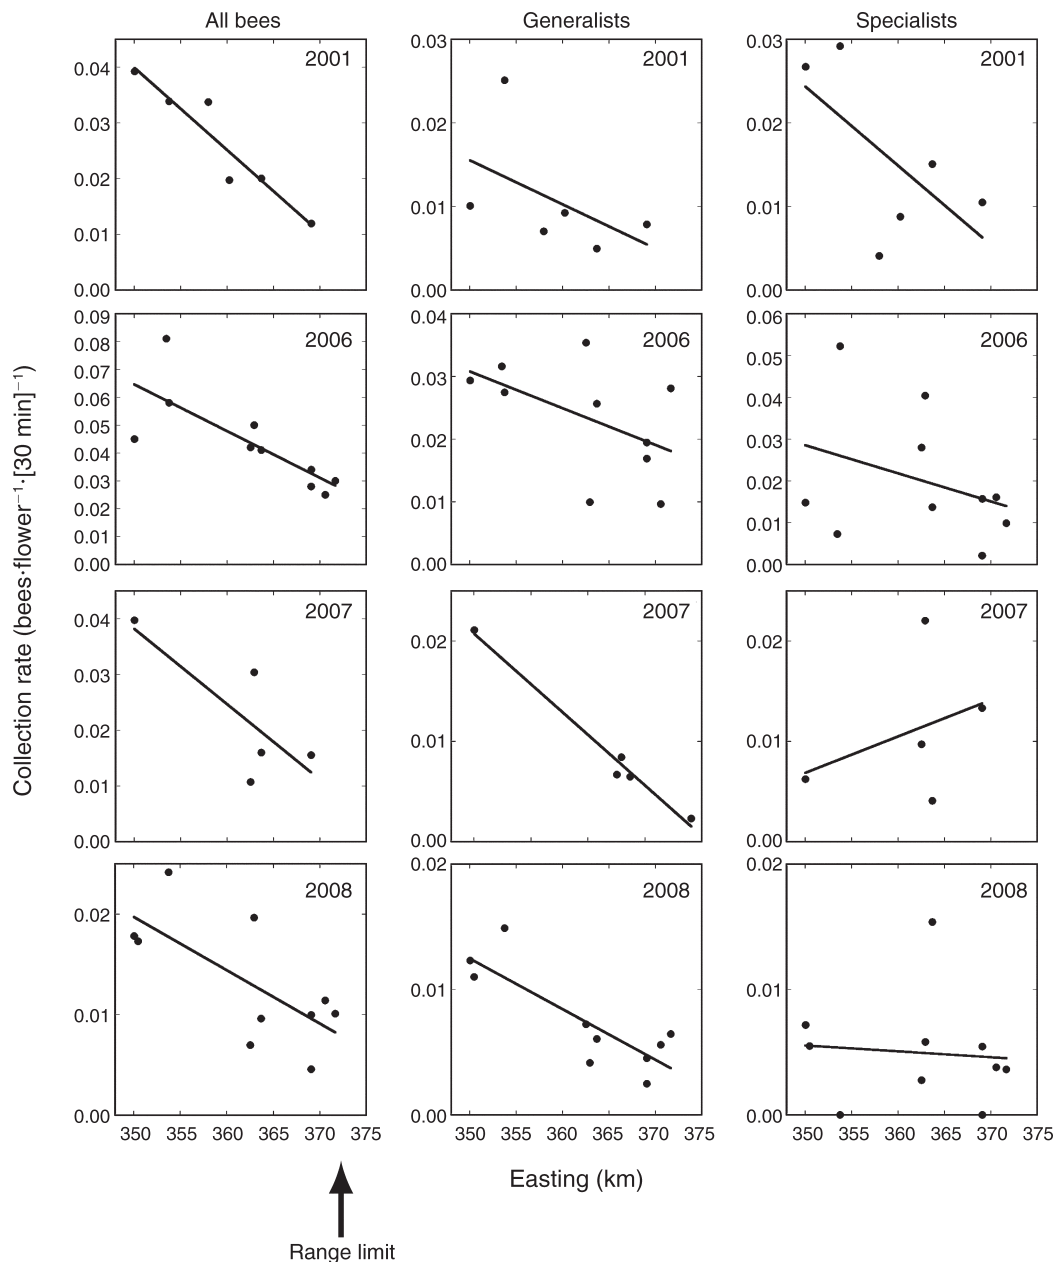 All bees Generalists Specialists
2001 2001 2001
0.04 0.03 0.02 0.01 0.00
0.03 0.02 0.01 0.00
0.03 0.02 0.01 0.00
2006 2006 2006
0.09 0.08 0.07 0.06 0.05 0.04 0.03 0.02 0.01 0.00
0.04 0.03 0.02 0.01 0.00
0.06 0.05 0.04 0.03 0.02 0.01 0.00
2007 2007 2007
0.04 0.03 0.02 0.01 0.00
0.02 0.01 0.00
0.02 0.01 0.00
2008 2008 2008
0.02 0.01 0.00
0.02 0.01 0.00
0.02 0.01 0.00
350 355 360 365 370 375 350 355 360 365 370 375 350 355 360 365 370 375
Collection rate (bees·flower⁻¹·[30 min]⁻¹)
Easting (km)
Range limit